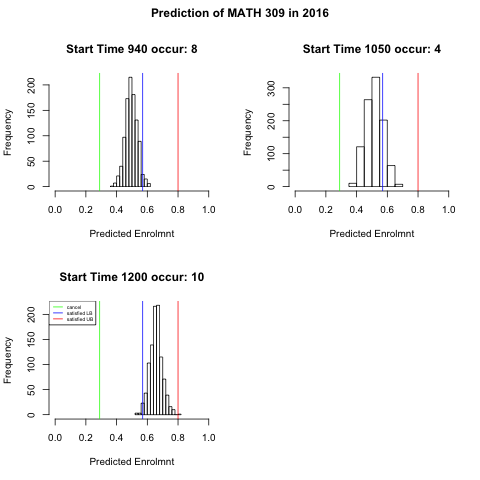 Prediction of MATH 309 in 2016
Start Time 940 occur: 8
Frequency
0 50 100 150 200
0.0 0.2 0.4 0.6 0.8 1.0
Predicted Enrolmnt
Start Time 1050 occur: 4
Frequency
0 50 100 200 300
0.0 0.2 0.4 0.6 0.8 1.0
Predicted Enrolmnt
Start Time 1200 occur: 10
cancel
satisfied LB
satisfied UB
Frequency
0 50 100 150 200
0.0 0.2 0.4 0.6 0.8 1.0
Predicted Enrolmnt